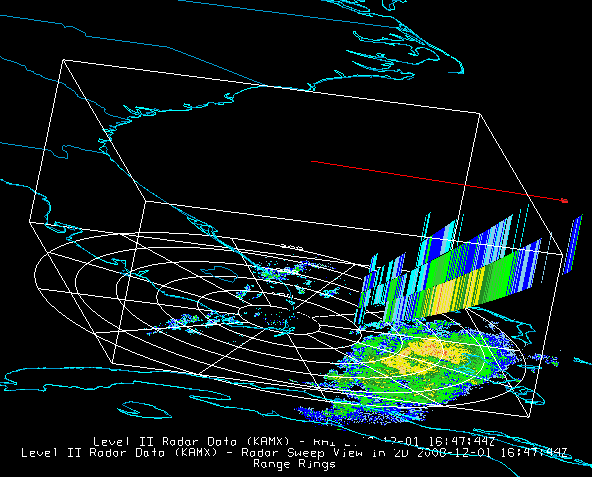 Level II Radar Data (KAMX) - RHI 2 12-01 16:47:44Z
Level II Radar Data (KAMX) - Radar Sweep View in 2D 2008-12-01 16:47:44Z
Range Rings